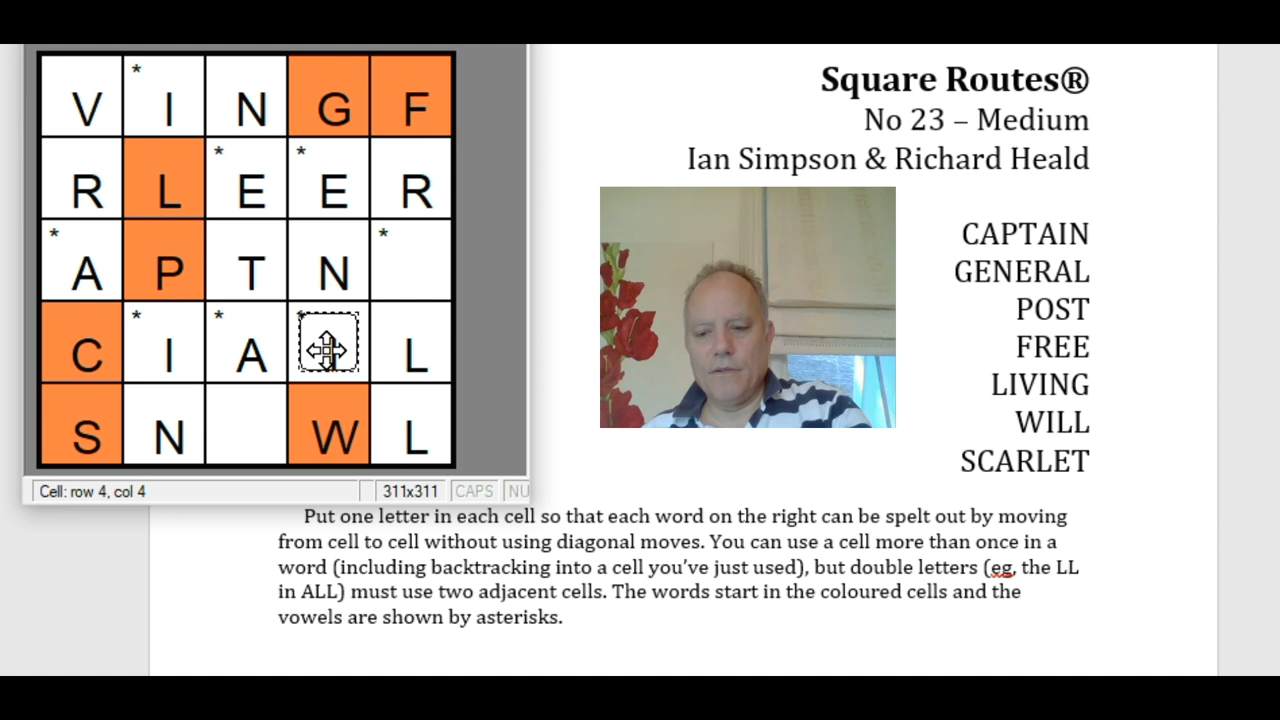 V * I N G F
R L * E * E R
* A P T N *
C * I * A * L
S N W L
Cell: row 4, col 4 311x311 CAPS NU
Square Routes®
No 23 – Medium
Ian Simpson & Richard Heald
CAPTAIN
GENERAL
POST
FREE
LIVING
WILL
SCARLET
Put one letter in each cell so that each word on the right can be spelt out by moving
from cell to cell without using diagonal moves. You can use a cell more than once in a
word (including backtracking into a cell you’ve just used), but double letters (eg, the LL
in ALL) must use two adjacent cells. The words start in the coloured cells and the
vowels are shown by asterisks.